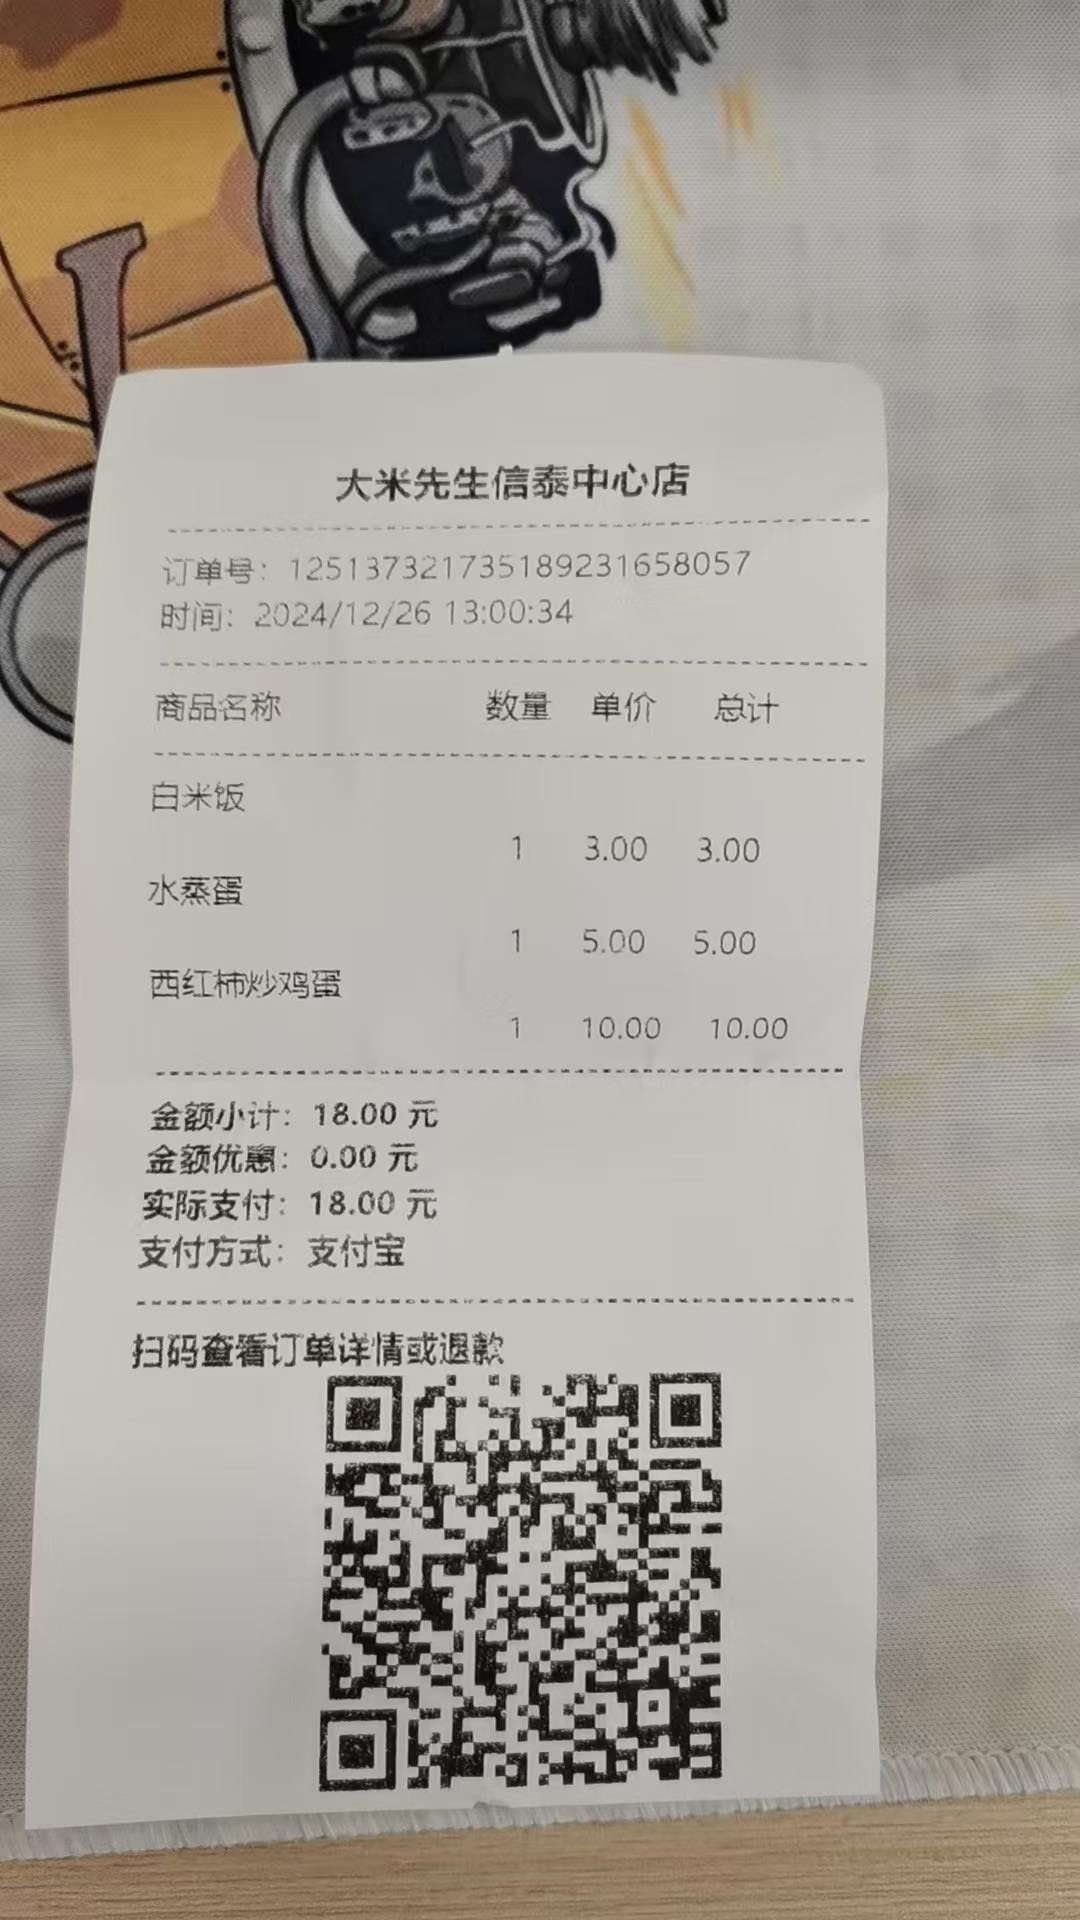 大米先生信泰中心店
订单号：1251373217351892316580​57
时间：2024/12/26 13:00:34
商品名称 数量 单价 总计
白米饭
1 3.00 3.00
水蒸蛋
1 5.00 5.00
西红柿炒鸡蛋
1 10.00 10.00
金额小计：18.00 元
金额优惠：0.00 元
实际支付：18.00 元
支付方式：支付宝
扫码查看订单详情或退款